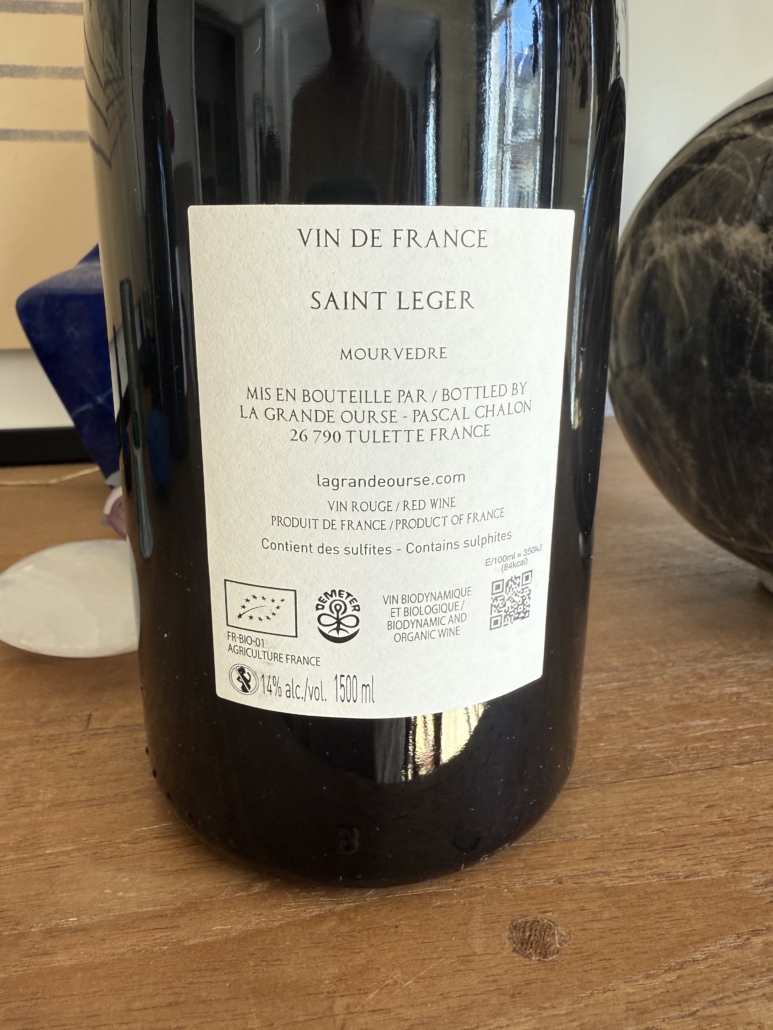 VIN DE FRANCE
SAINT LEGER
MOURVEDRE
MIS EN BOUTEILLE PAR / BOTTLED BY
LA GRANDE OURSE - PASCAL CHALON
26 790 TULETTE FRANCE
lagrandeourse.com
VIN ROUGE / RED WINE
PRODUIT DE FRANCE / PRODUCT OF FRANCE
Contient des sulfites - Contains sulphites
E/100ml = 350kJ
(84kcal)
DEMETER
VIN BIODYNAMIQUE
ET BIOLOGIQUE /
BIODYNAMIC AND
ORGANIC WINE
FR-BIO-01
AGRICULTURE FRANCE
14% alc./vol. 1500 ml